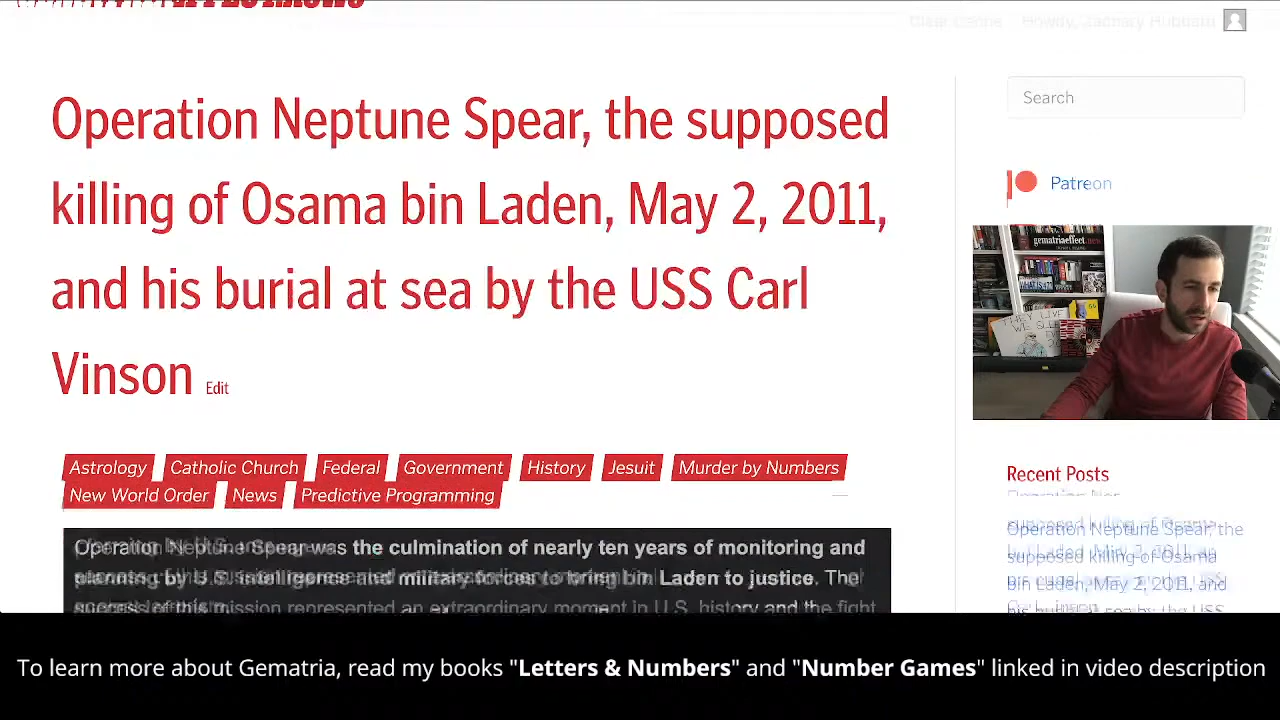 Howdy, Zachary Hubbard
Operation Neptune Spear, the supposed
killing of Osama bin Laden, May 2, 2011,
and his burial at sea by the USS Carl
Vinson Edit
Astrology Catholic Church Federal Government History Jesuit Murder by Numbers
New World Order News Predictive Programming
Operation Neptune Spear was the culmination of nearly ten years of monitoring and
planning by U.S. intelligence and military forces to bring bin Laden to justice. The
success of this mission represented an extraordinary moment in U.S. history and the fight
Search
Patreon
gematriaeffect.news
Recent Posts
Operation Neptune Spear, the
supposed killing of Osama
bin Laden, May 2, 2011, and
his burial at sea by the USS
To learn more about Gematria, read my books "Letters & Numbers" and "Number Games" linked in video description